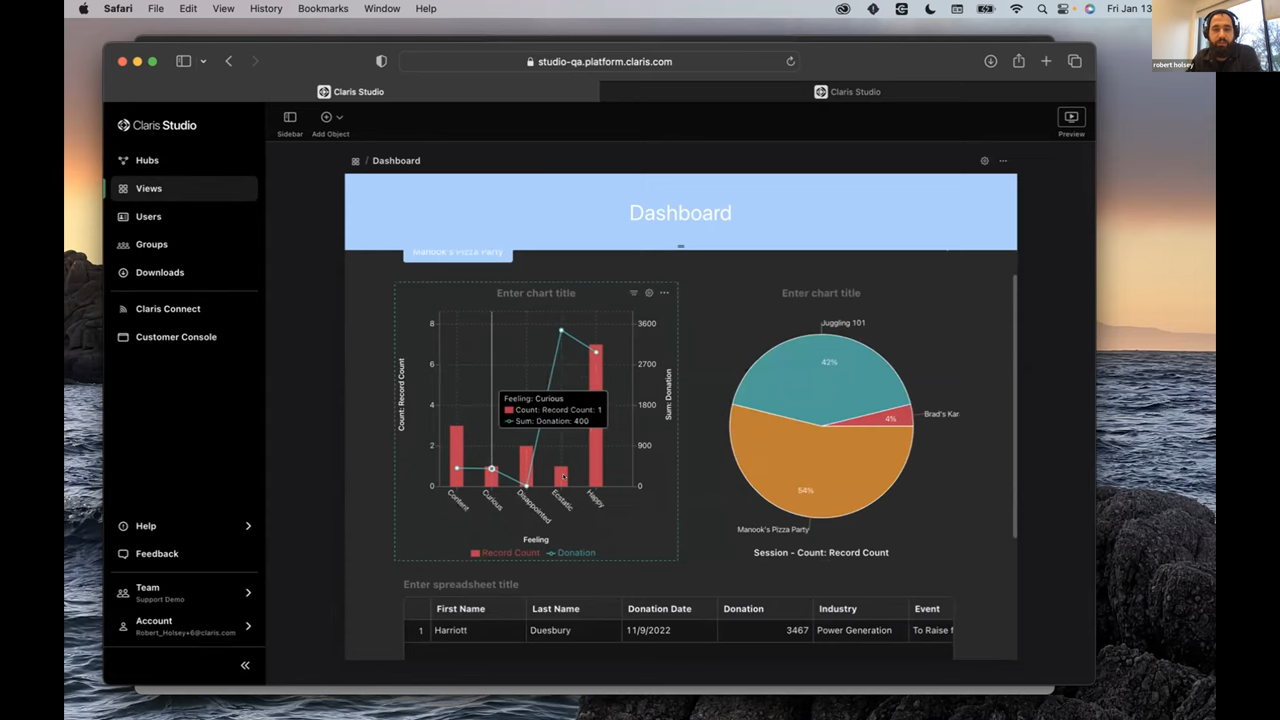 Safari File Edit View History Bookmarks Window Help
Fri Jan 13
robert holsey
studio-qa.platform.claris.com
Claris Studio
Claris Studio
Claris Studio
Sidebar
Add Object
Preview
Hubs
Views
Users
Groups
Downloads
Claris Connect
Customer Console
Help
Feedback
Team
Support Demo
Account
Robert_Holsey+6@claris.com
/ Dashboard
Dashboard
Manook's Pizza Party
Enter chart title
8
6
4
2
0
3600
2700
1800
900
0
Count: Record Count
Sum: Donation
Feeling: Curious
Count: Record Count: 1
Sum: Donation: 400
Content
Curious
Disappointed
Ecstatic
Happy
Feeling
Record Count Donation
Enter chart title
Juggling 101
42%
Brad's Kar
4%
54%
Manook's Pizza Party
Session - Count: Record Count
Enter spreadsheet title
First Name Last Name Donation Date Donation Industry Event
1 Harriott Duesbury 11/9/2022 3467 Power Generation To Raise f